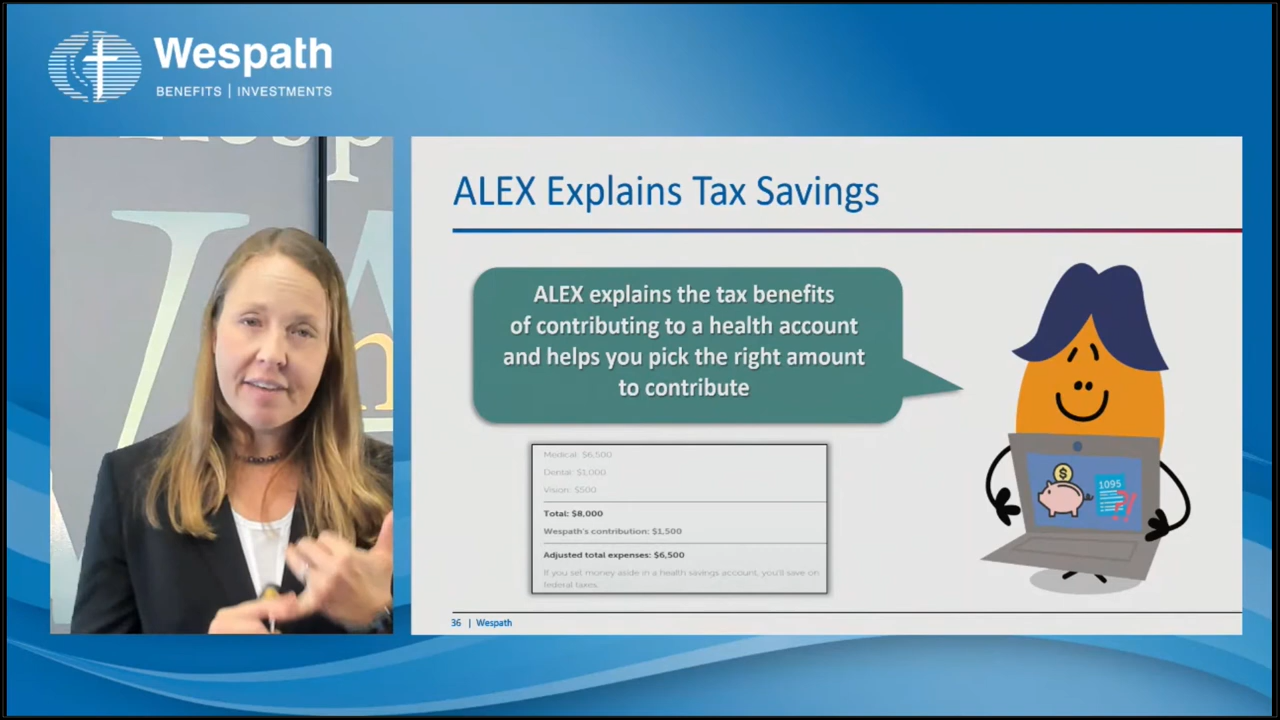 Wespath
BENEFITS | INVESTMENTS
ALEX Explains Tax Savings
ALEX explains the tax benefits
of contributing to a health account
and helps you pick the right amount
to contribute
Medical: $6,500
Dental: $1,000
Vision: $500
Total: $8,000
Wespath's contribution: $1,500
Adjusted total expenses: $6,500
If you set money aside in a health savings account, you'll save on
federal taxes.
1095
36 | Wespath